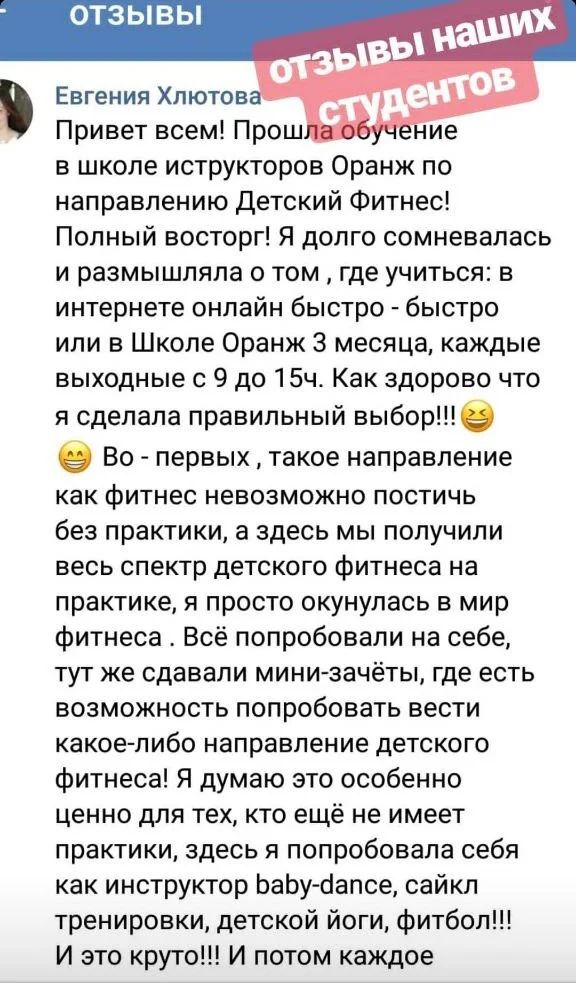 отзывы
отзывы наших
студентов
Евгения Хлютова
Привет всем! Прошла обучение
в школе иструкторов Оранж по
направлению Детский Фитнес!
Полный восторг! Я долго сомневалась
и размышляла о том , где учиться: в
интернете онлайн быстро - быстро
или в Школе Оранж 3 месяца, каждые
выходные с 9 до 15ч. Как здорово что
я сделала правильный выбор!!!😆
😁 Во - первых , такое направление
как фитнес невозможно постичь
без практики, а здесь мы получили
весь спектр детского фитнеса на
практике, я просто окунулась в мир
фитнеса . Всё попробовали на себе,
тут же сдавали мини-зачёты, где есть
возможность попробовать вести
какое-либо направление детского
фитнеса! Я думаю это особенно
ценно для тех, кто ещё не имеет
практики, здесь я попробовала себя
как инструктор baby-dance, сайкл
тренировки, детской йоги, фитбол!!!
И это круто!!! И потом каждое